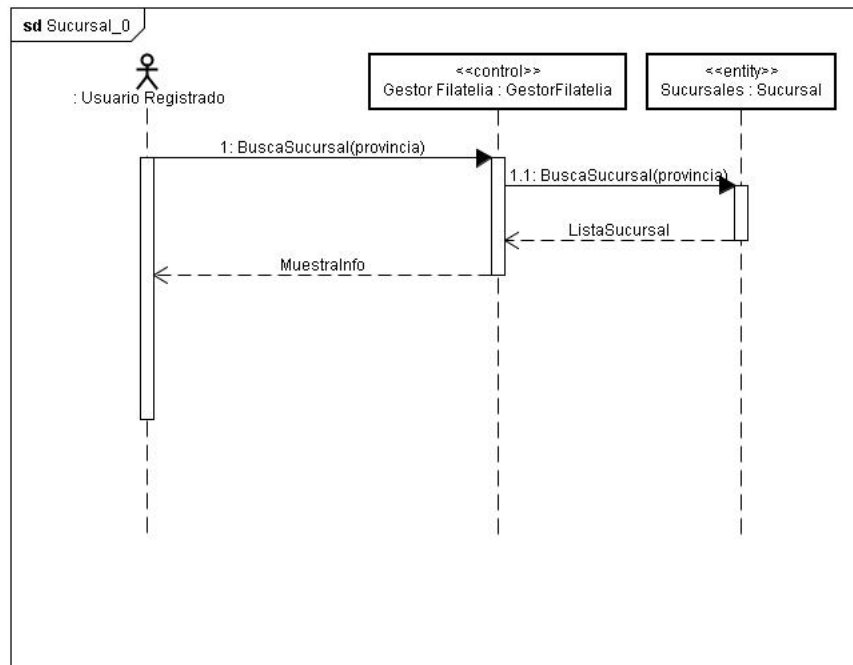 sd Sucursal_0
: Usuario Registrado
<<control>>
Gestor Filatelia : GestorFilatelia
<<entity>>
Sucursales : Sucursal
1: BuscaSucursal(provincia)
1.1: BuscaSucursal(provincia)
ListaSucursal
MuestraInfo